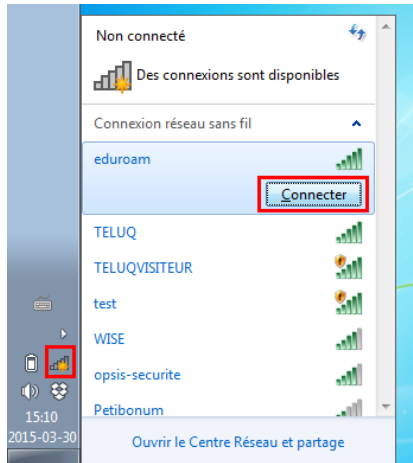 Non connecté
Des connexions sont disponibles
Connexion réseau sans fil
eduroam
Connecter
TELUQ
TELUQVISITEUR
test
WISE
opsis-securite
Petibonum
Ouvrir le Centre Réseau et partage
15:10
2015-03-30